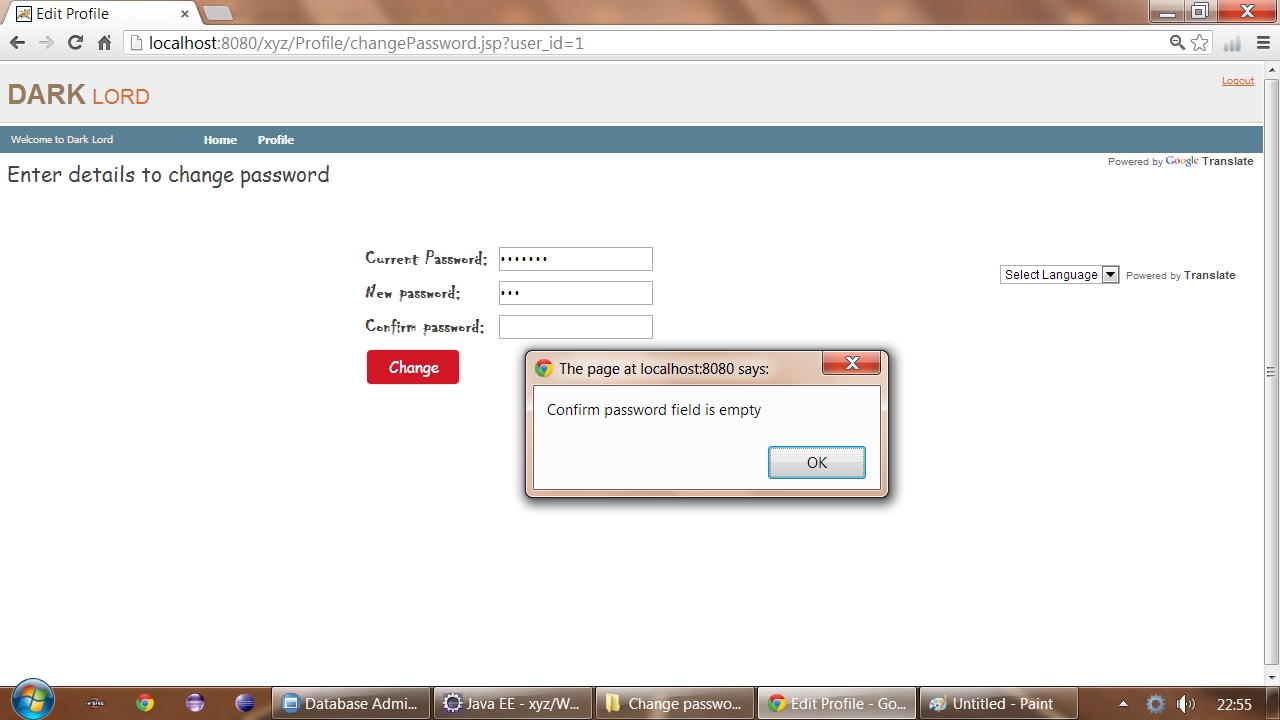 Edit Profile
localhost:8080/xyz/Profile/changePassword.jsp?user_id=1
Logout
DARK LORD
Welcome to Dark Lord Home Profile
Powered by Google Translate
Enter details to change password
Current Password: •••••••
Select Language Powered by Translate
New password: •••
Confirm password:
Change
The page at localhost:8080 says:
Confirm password field is empty
OK
Database Admi... Java EE - xyz/W... Change passwo... Edit Profile - Go... Untitled - Paint 22:55